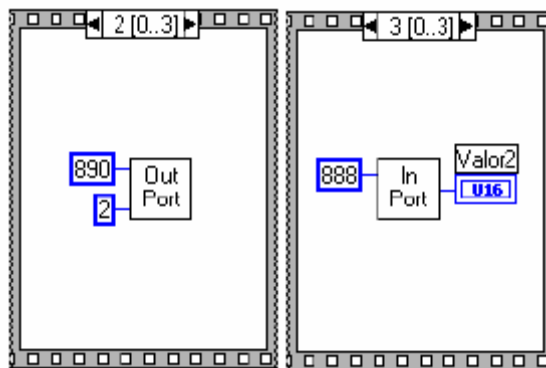 2 [0..3]
890
2
Out
Port
3 [0..3]
888
In
Port
Valor2
U16